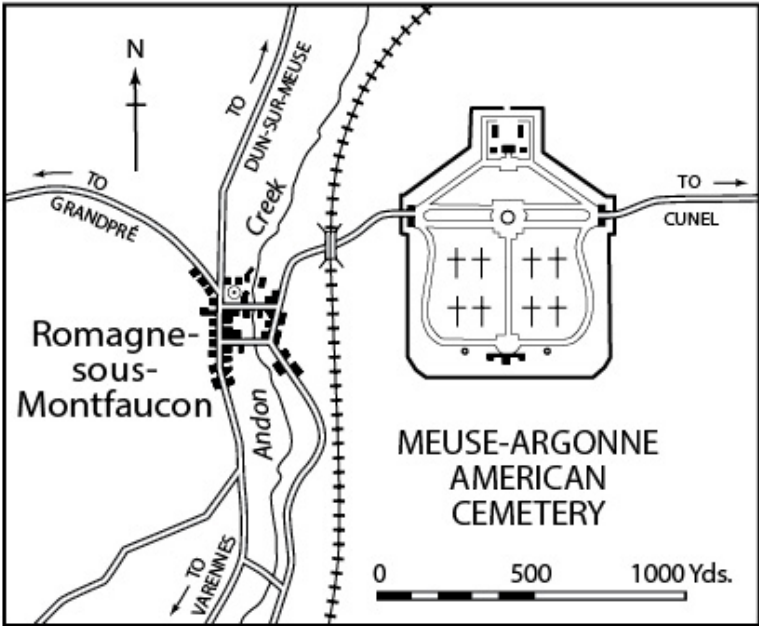 N
TO
DUN-SUR-MEUSE
TO
GRANDPRÉ
Creek
TO
CUNEL
Romagne-
sous-
Montfaucon
Andon
MEUSE-ARGONNE
AMERICAN
CEMETERY
TO
VARENNES
0 500 1000 Yds.